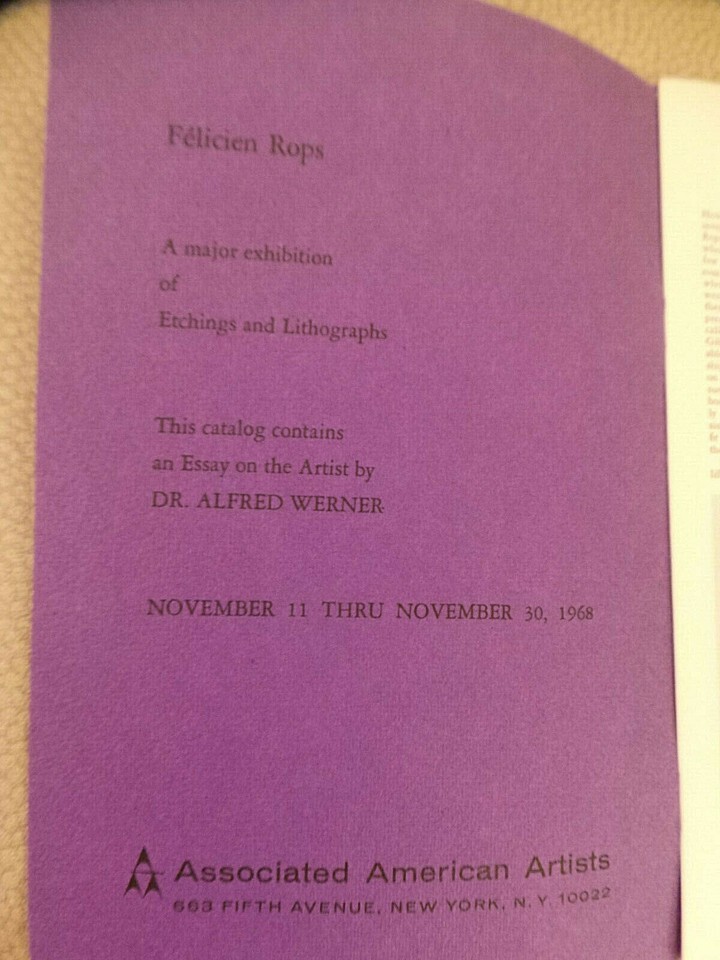 Félicien Rops
A major exhibition
of
Etchings and Lithographs
This catalog contains
an Essay on the Artist by
DR. ALFRED WERNER
NOVEMBER 11 THRU NOVEMBER 30, 1968
Associated American Artists
663 FIFTH AVENUE, NEW YORK, N.Y. 10022